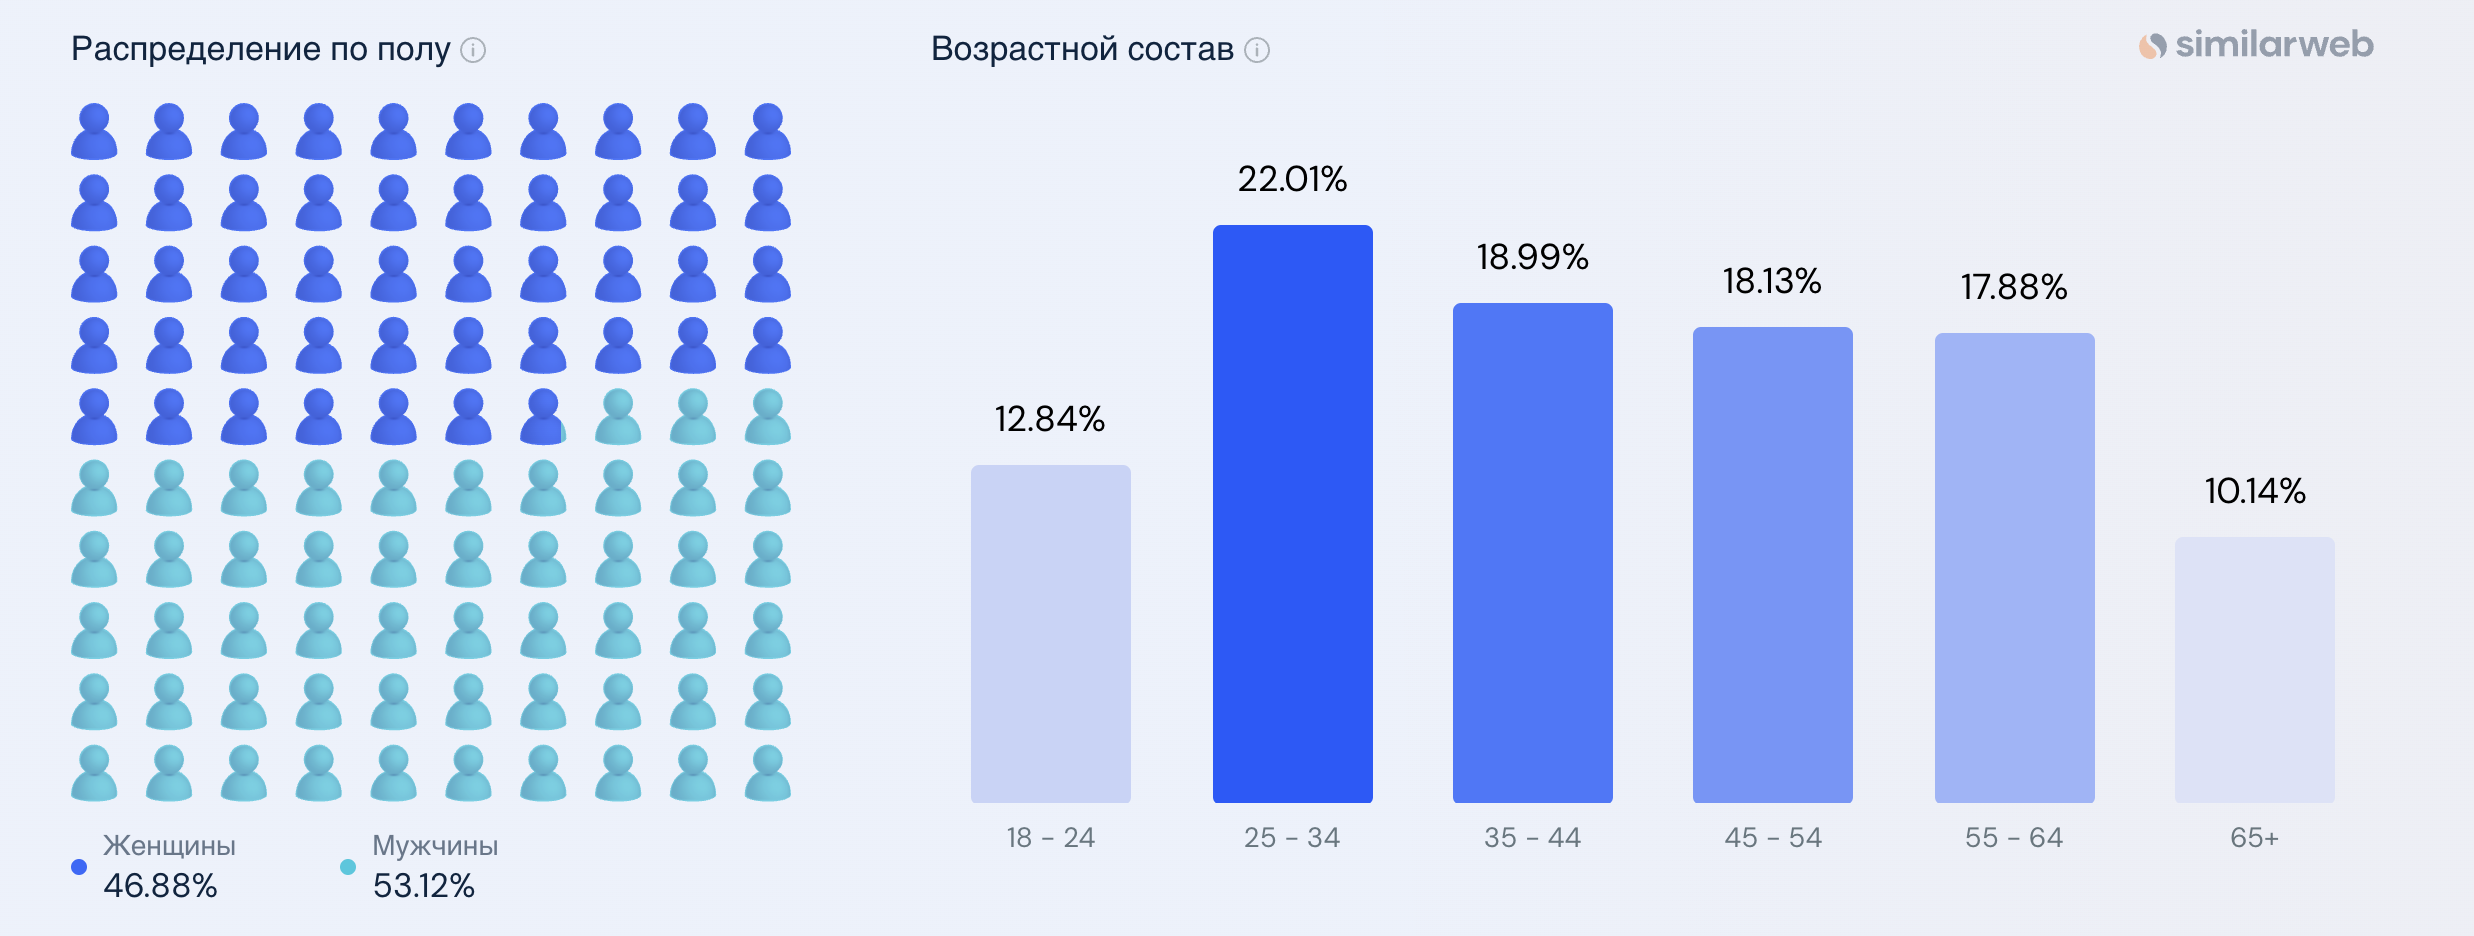 Распределение по полу
Женщины
46.88%
Мужчины
53.12%
Возрастной состав
similarweb
12.84%
22.01%
18.99%
18.13%
17.88%
10.14%
18 - 24
25 - 34
35 - 44
45 - 54
55 - 64
65+